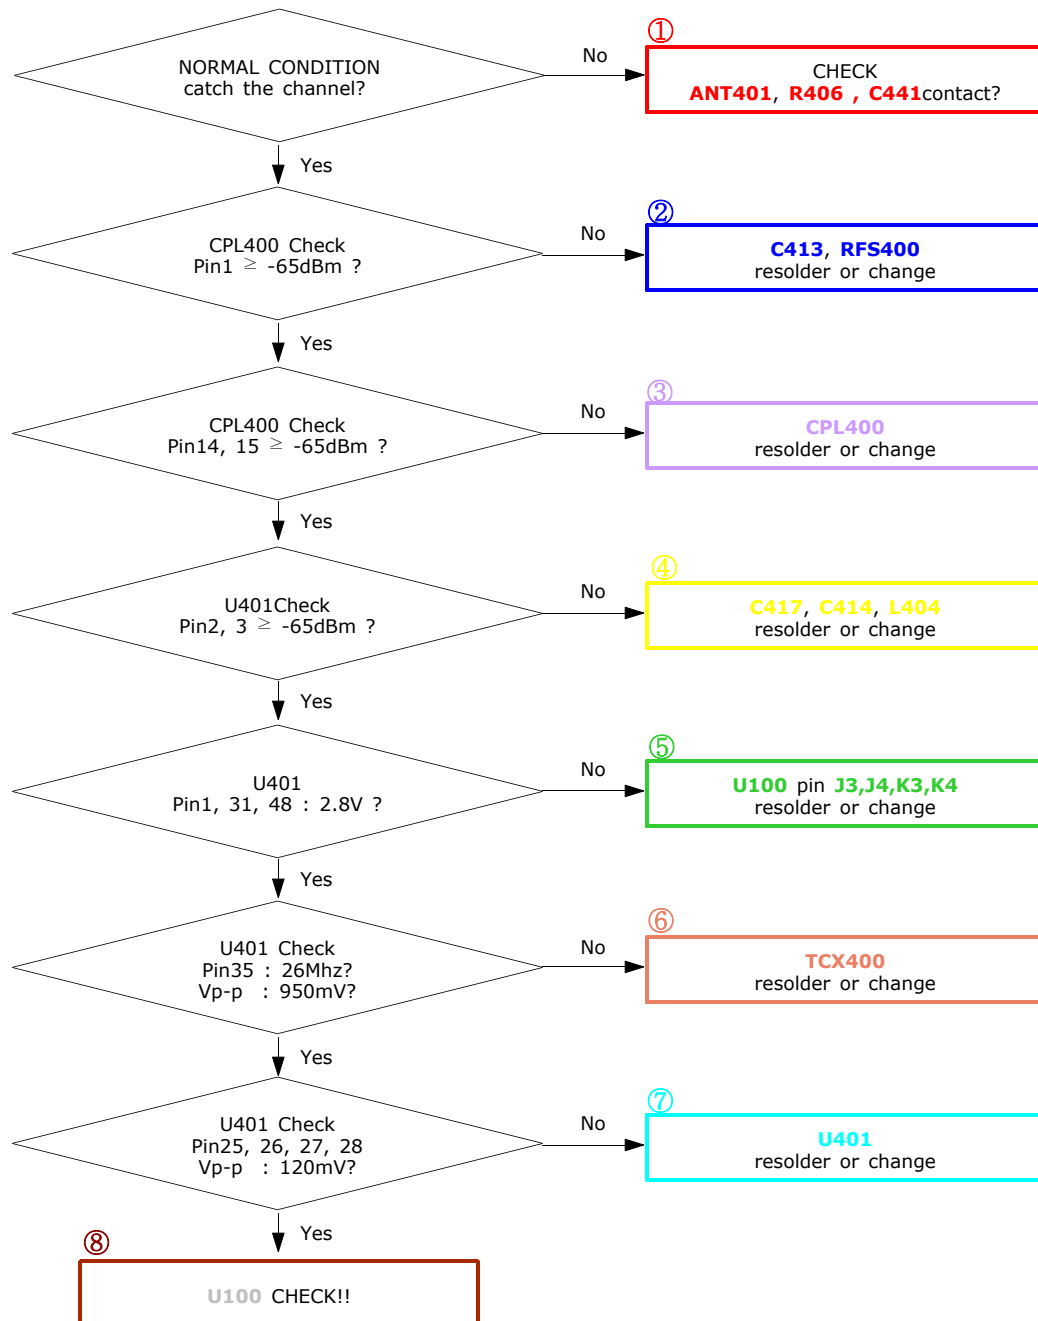 NORMAL CONDITION
catch the channel?
No
①
CHECK
ANT401, R406 , C441contact?
Yes
CPL400 Check
Pin1 ≥ -65dBm ?
No
②
C413, RFS400
resolder or change
Yes
CPL400 Check
Pin14, 15 ≥ -65dBm ?
No
③
CPL400
resolder or change
Yes
U401Check
Pin2, 3 ≥ -65dBm ?
No
④
C417, C414, L404
resolder or change
Yes
U401
Pin1, 31, 48 : 2.8V ?
No
⑤
U100 pin J3,J4,K3,K4
resolder or change
Yes
U401 Check
Pin35 : 26Mhz?
Vp-p : 950mV?
No
⑥
TCX400
resolder or change
Yes
U401 Check
Pin25, 26, 27, 28
Vp-p : 120mV?
No
⑦
U401
resolder or change
Yes
⑧
U100 CHECK!!